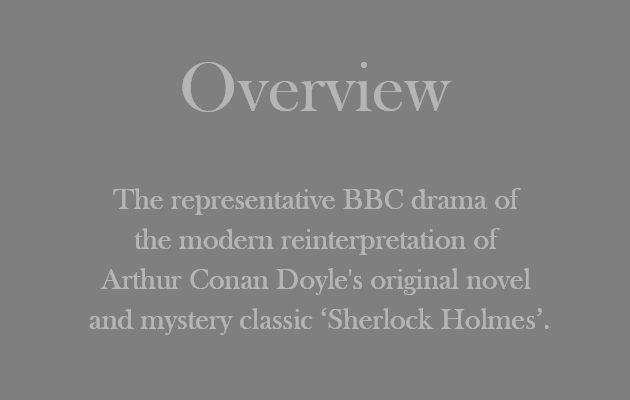 Overview
The representative BBC drama of
the modern reinterpretation of
Arthur Conan Doyle's original novel
and mystery classic ‘Sherlock Holmes’.